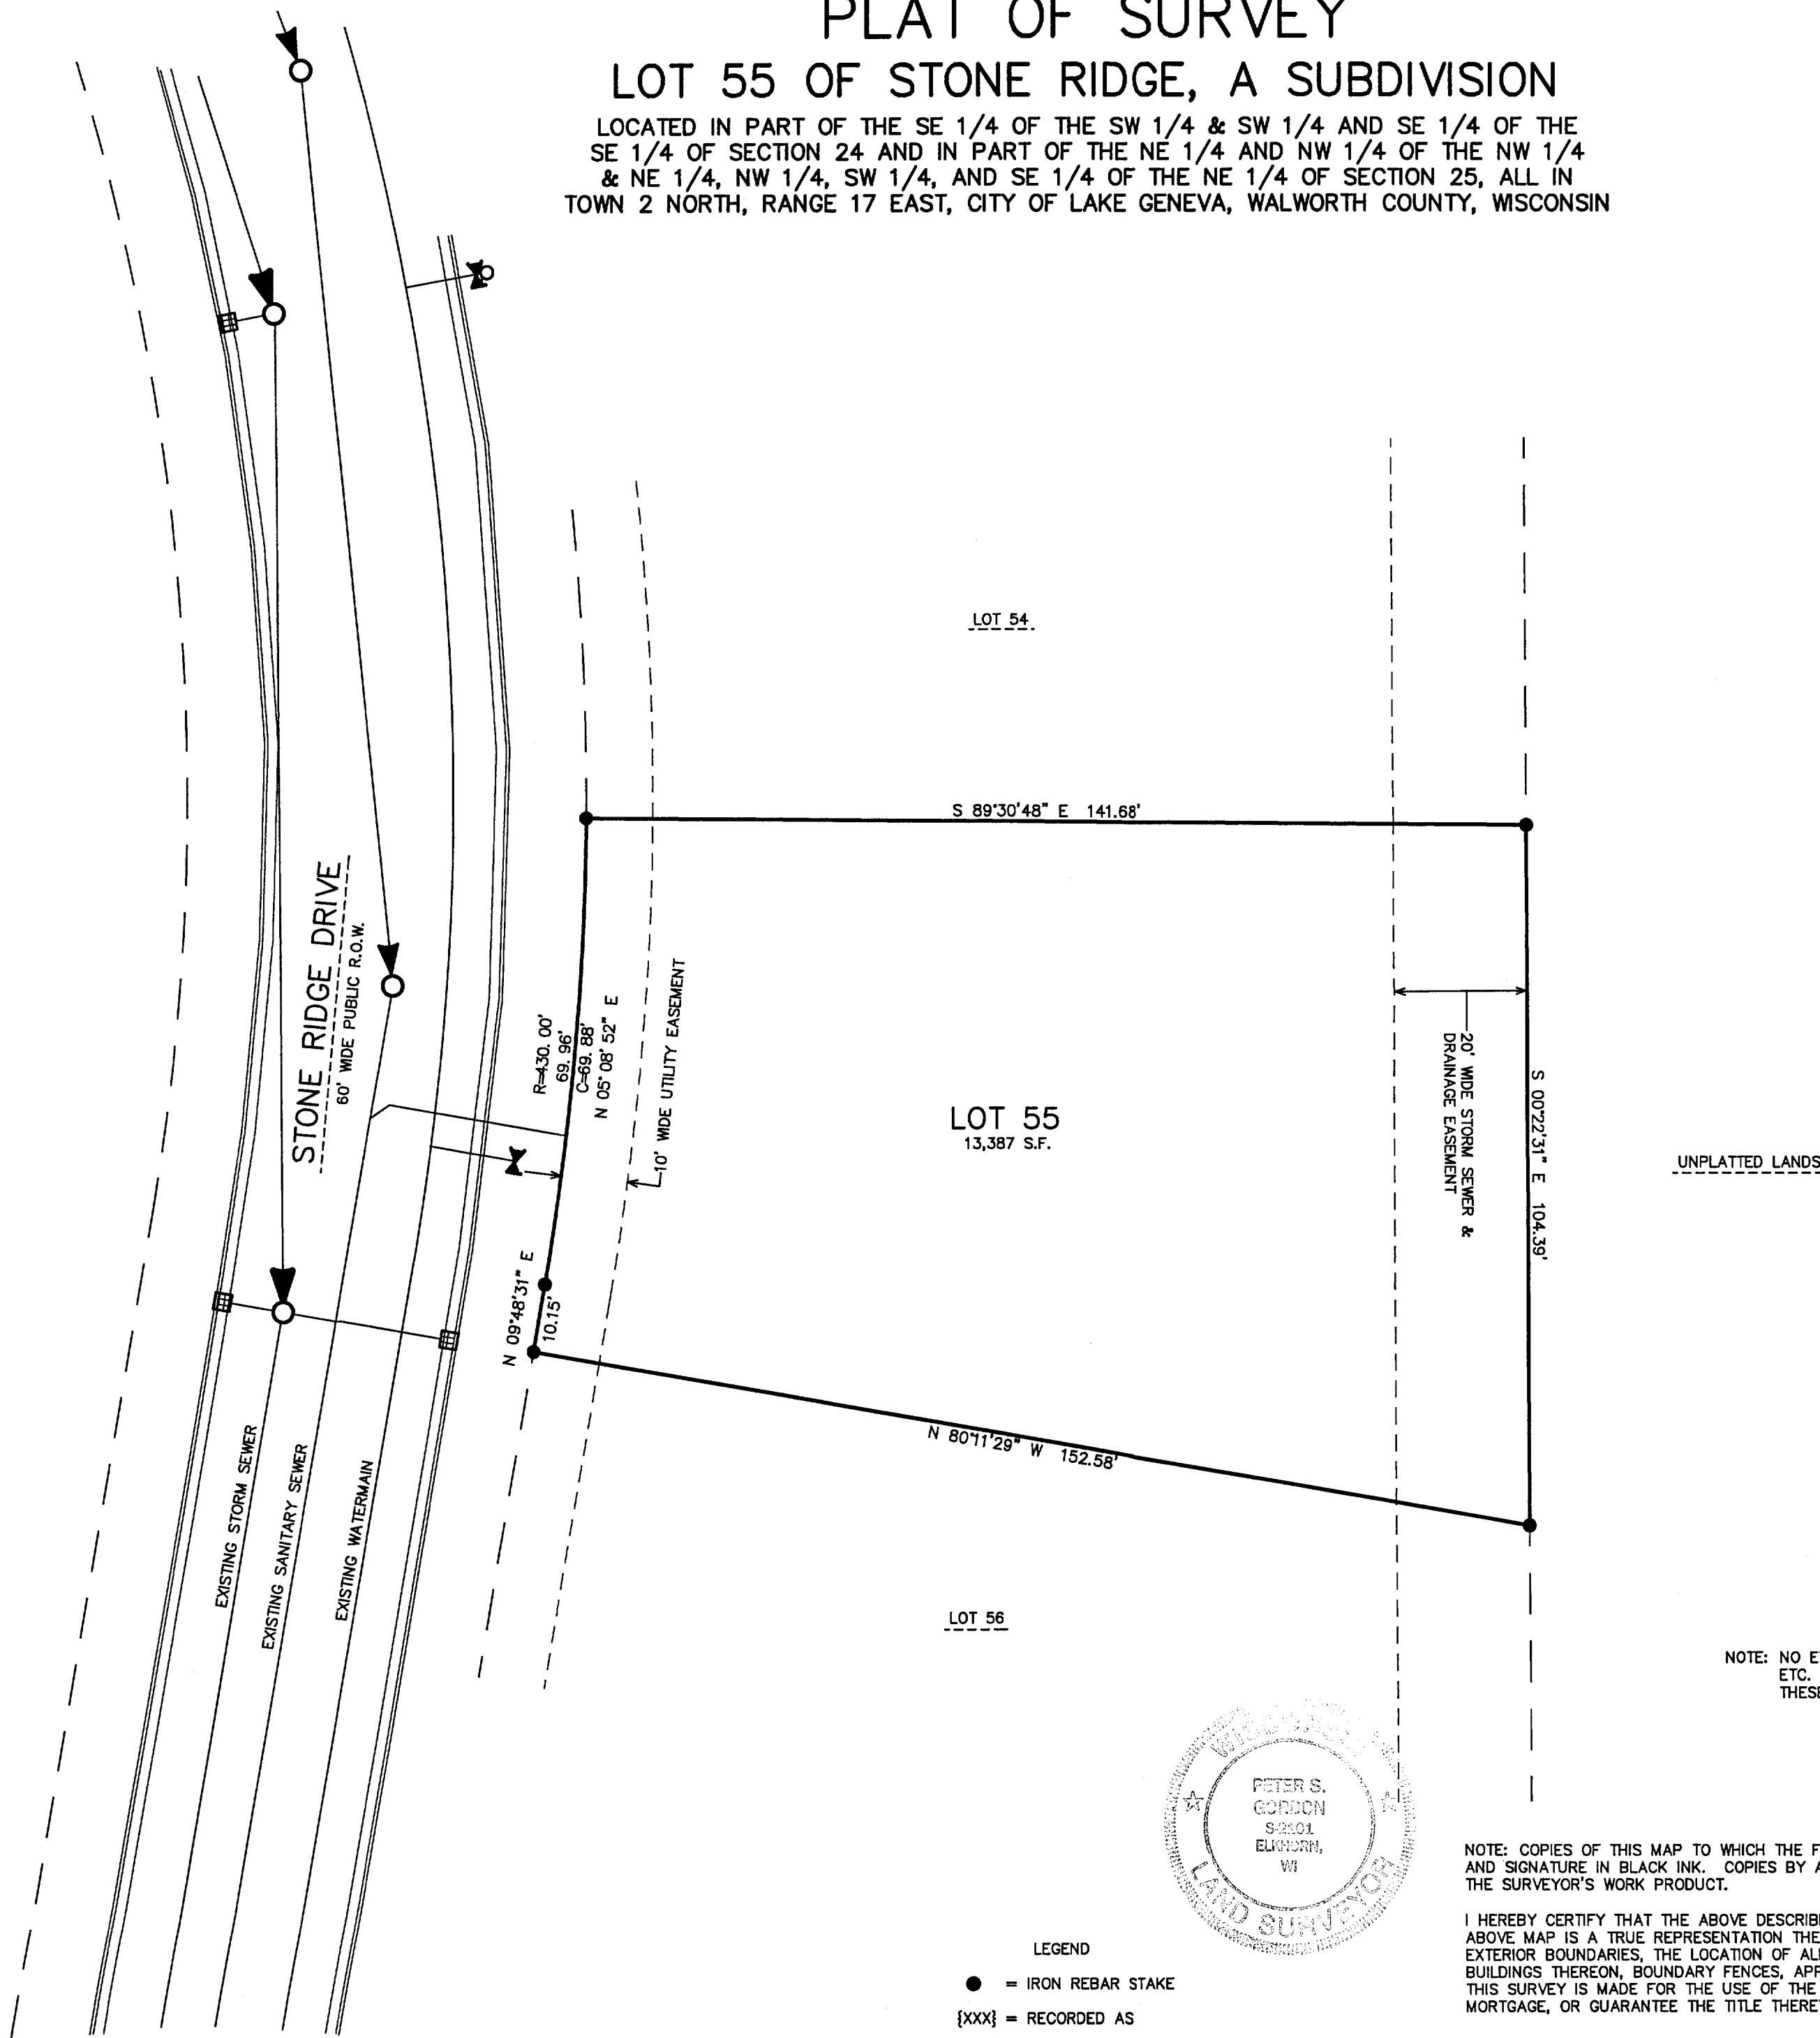 PLAT OF SURVEY
LOT 55 OF STONE RIDGE, A SUBDIVISION
LOCATED IN PART OF THE SE 1/4 OF THE SW 1/4 & SW 1/4 AND SE 1/4 OF THE
SE 1/4 OF SECTION 24 AND IN PART OF THE NE 1/4 AND NW 1/4 OF THE NW 1/4
& NE 1/4, NW 1/4, SW 1/4, AND SE 1/4 OF THE NE 1/4 OF SECTION 25, ALL IN
TOWN 2 NORTH, RANGE 17 EAST, CITY OF LAKE GENEVA, WALWORTH COUNTY, WISCONSIN
LOT 54
S 89°30'48" E 141.68'
STONE RIDGE DRIVE
60' WIDE PUBLIC R.O.W.
R=430.00'
69.96'
C=69.88'
N 05°08'52" E
10' WIDE UTILITY EASEMENT
LOT 55
13,387 S.F.
20' WIDE STORM SEWER &
DRAINAGE EASEMENT
S 00°22'31" E 104.39'
UNPLATTED LANDS
N 09°48'31" E
10.15'
N 80°11'29" W 152.58'
EXISTING STORM SEWER
EXISTING SANITARY SEWER
EXISTING WATERMAIN
LOT 56
NOTE: NO E
ETC.
THESE
WISCONSIN
PETER S.
GORDON
S-2101
ELKHORN,
WI
LAND SURVEYOR
NOTE: COPIES OF THIS MAP TO WHICH THE F
AND SIGNATURE IN BLACK INK. COPIES BY A
THE SURVEYOR'S WORK PRODUCT.
I HEREBY CERTIFY THAT THE ABOVE DESCRIB
ABOVE MAP IS A TRUE REPRESENTATION THE
EXTERIOR BOUNDARIES, THE LOCATION OF AL
BUILDINGS THEREON, BOUNDARY FENCES, APP
THIS SURVEY IS MADE FOR THE USE OF THE
MORTGAGE, OR GUARANTEE THE TITLE THERE
LEGEND
● = IRON REBAR STAKE
{XXX} = RECORDED AS